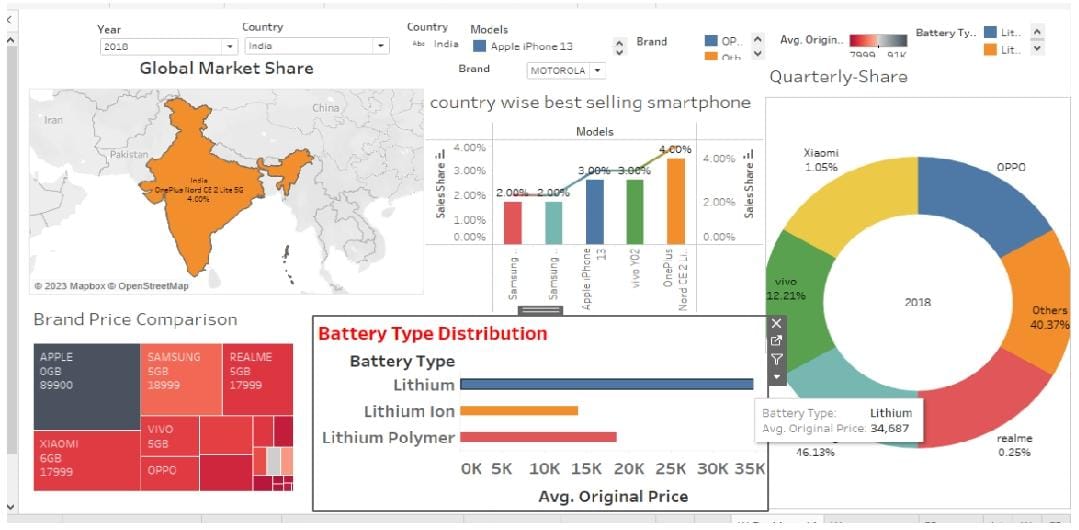 Year
2018
Country
India
Country
Abc India
Models
Apple iPhone 13
Brand
OP..
Oth
Avg. Origin..
7999 91K
Battery Ty..
Lit..
Lit..
Brand
MOTOROLA
Global Market Share
Iran
Pakistan
China
India
OnePlus Nord CE 2 Lite 5G
4.00%
© 2023 Mapbox © OpenStreetMap
country wise best selling smartphone
Models
Sales Share
4.00%
3.00%
2.00%
1.00%
0.00%
2.00%
2.00%
3.00%
3.00%
4.00%
4.00%
2.00%
0.00%
Sales Share
Samsung ..
Samsung ..
Apple iPhone 13
vivo Y02
OnePlus Nord CE 2 Li..
Quarterly-Share
Xiaomi
1.05%
OPPO
vivo
12.21%
2018
Others
40.37%
realme
0.25%
46.13%
Brand Price Comparison
APPLE
0GB
89900
SAMSUNG
5GB
18999
REALME
5GB
17999
XIAOMI
6GB
17999
VIVO
5GB
OPPO
Battery Type Distribution
Battery Type
Lithium
Lithium Ion
Lithium Polymer
0K 5K 10K 15K 20K 25K 30K 35K
Avg. Original Price
Battery Type: Lithium
Avg. Original Price: 34,687